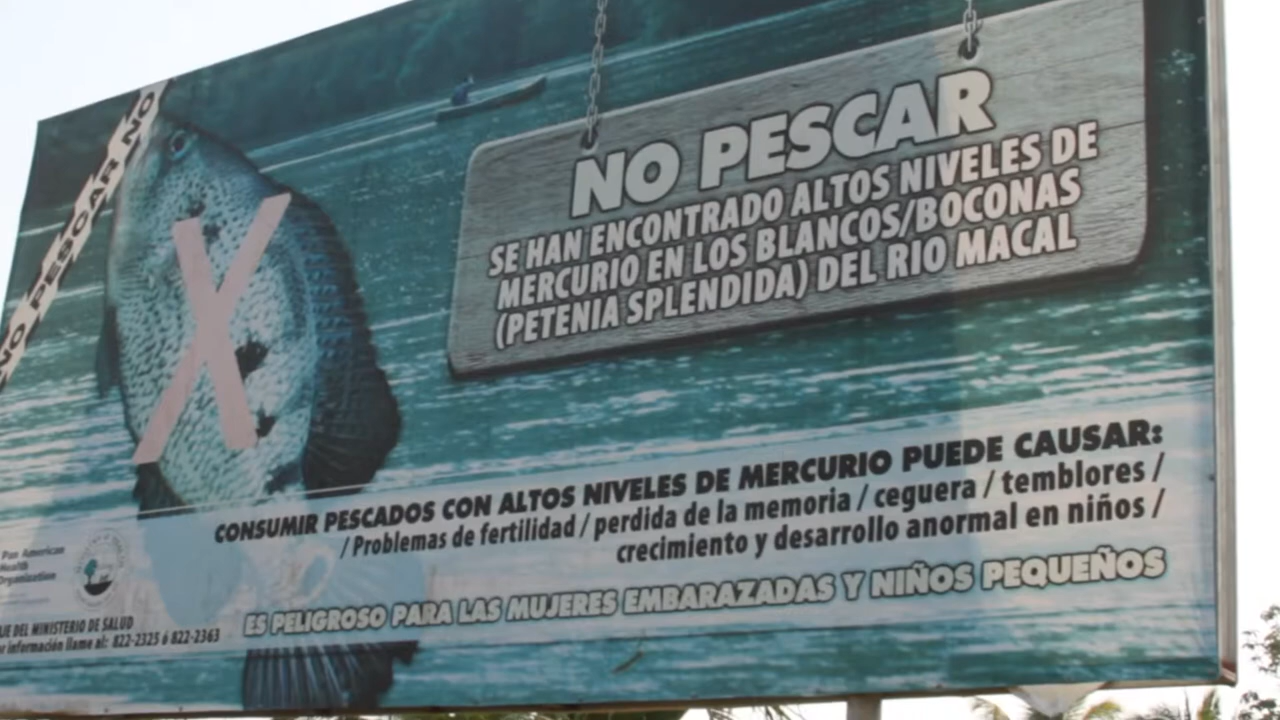 NO PESCAR NO
NO PESCAR
SE HAN ENCONTRADO ALTOS NIVELES DE
MERCURIO EN LOS BLANCOS/BOCONAS
(PETENIA SPLENDIDA) DEL RIO MACAL
CONSUMIR PESCADOS CON ALTOS NIVELES DE MERCURIO PUEDE CAUSAR:
/ Problemas de fertilidad / perdida de la memoria / ceguera / temblores /
crecimiento y desarrollo anormal en niños /
ES PELIGROSO PARA LAS MUJERES EMBARAZADAS Y NIÑOS PEQUEÑOS
Pan American
Health
Organization
DEL MINISTERIO DE SALUD
información llame al: 822-2325 ó 822-2363